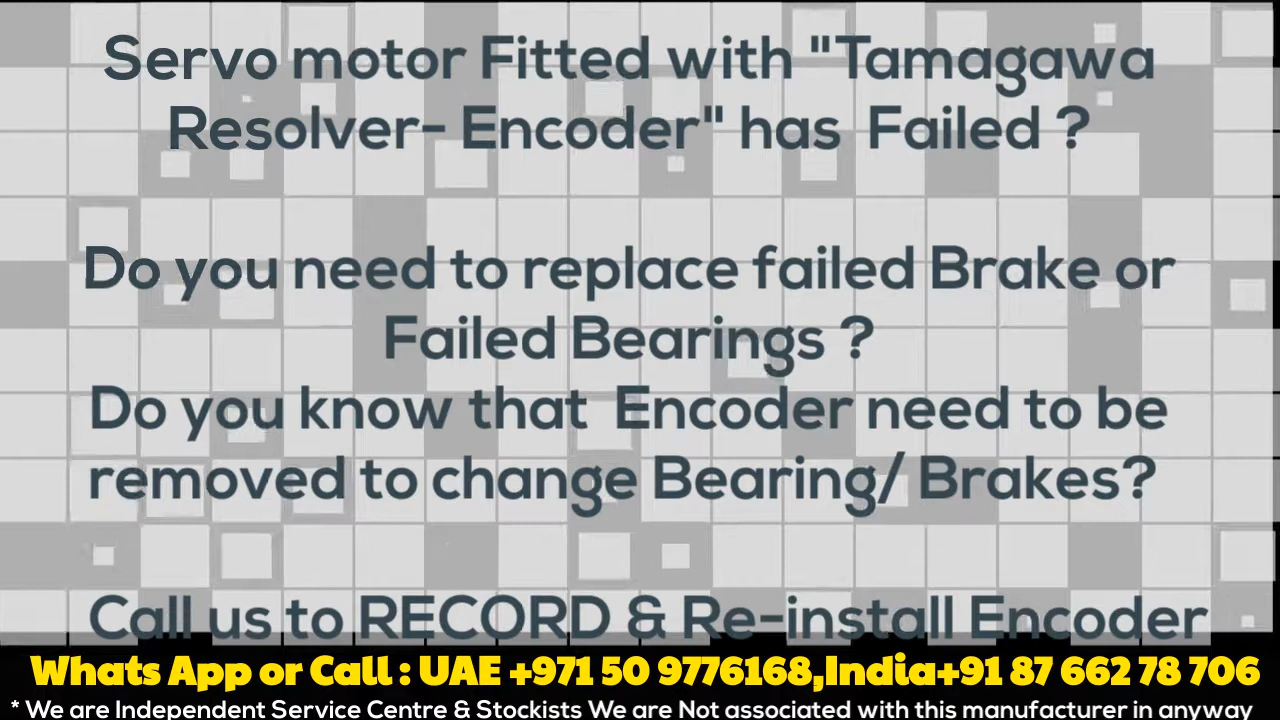 Servo motor Fitted with "Tamagawa
Resolver- Encoder" has Failed ?
Do you need to replace failed Brake or
Failed Bearings ?
Do you know that Encoder need to be
removed to change Bearing/ Brakes?
Call us to RECORD & Re-install Encoder
Whats App or Call : UAE +971 50 9776168,India+91 87 662 78 706
* We are Independent Service Centre & Stockists We are Not associated with this manufacturer in anyway